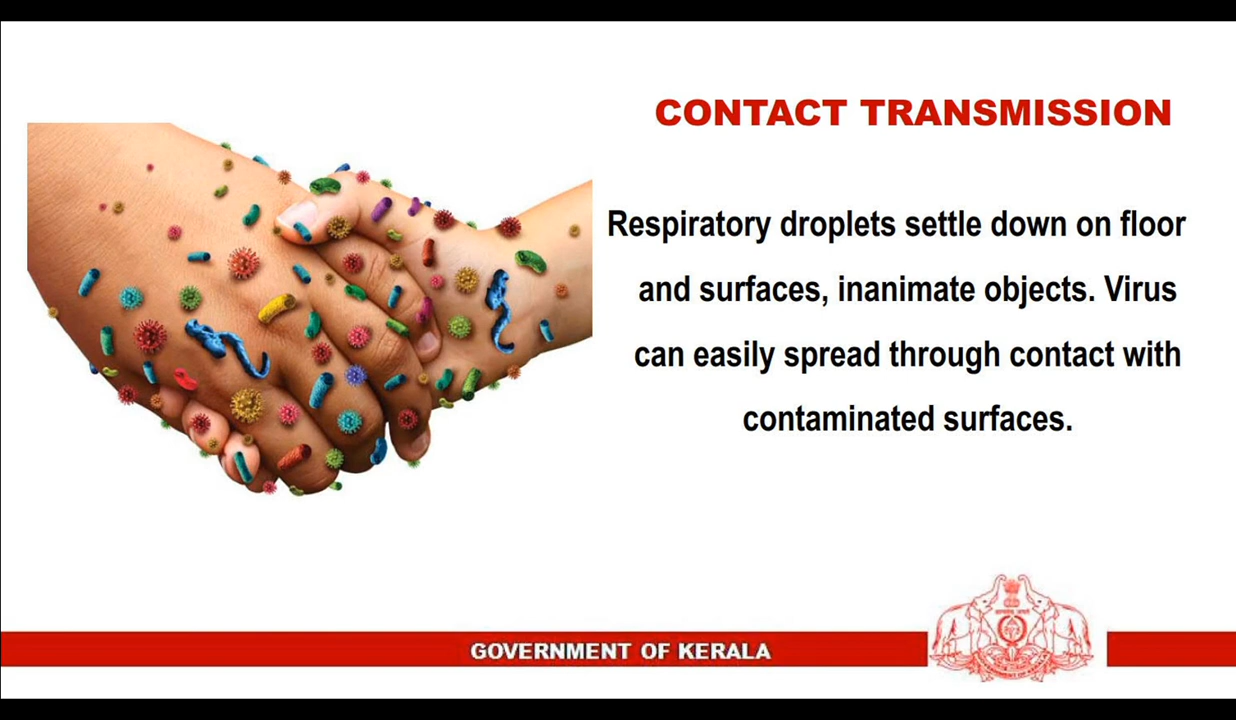 CONTACT TRANSMISSION
Respiratory droplets settle down on floor
and surfaces, inanimate objects. Virus
can easily spread through contact with
contaminated surfaces.
GOVERNMENT OF KERALA